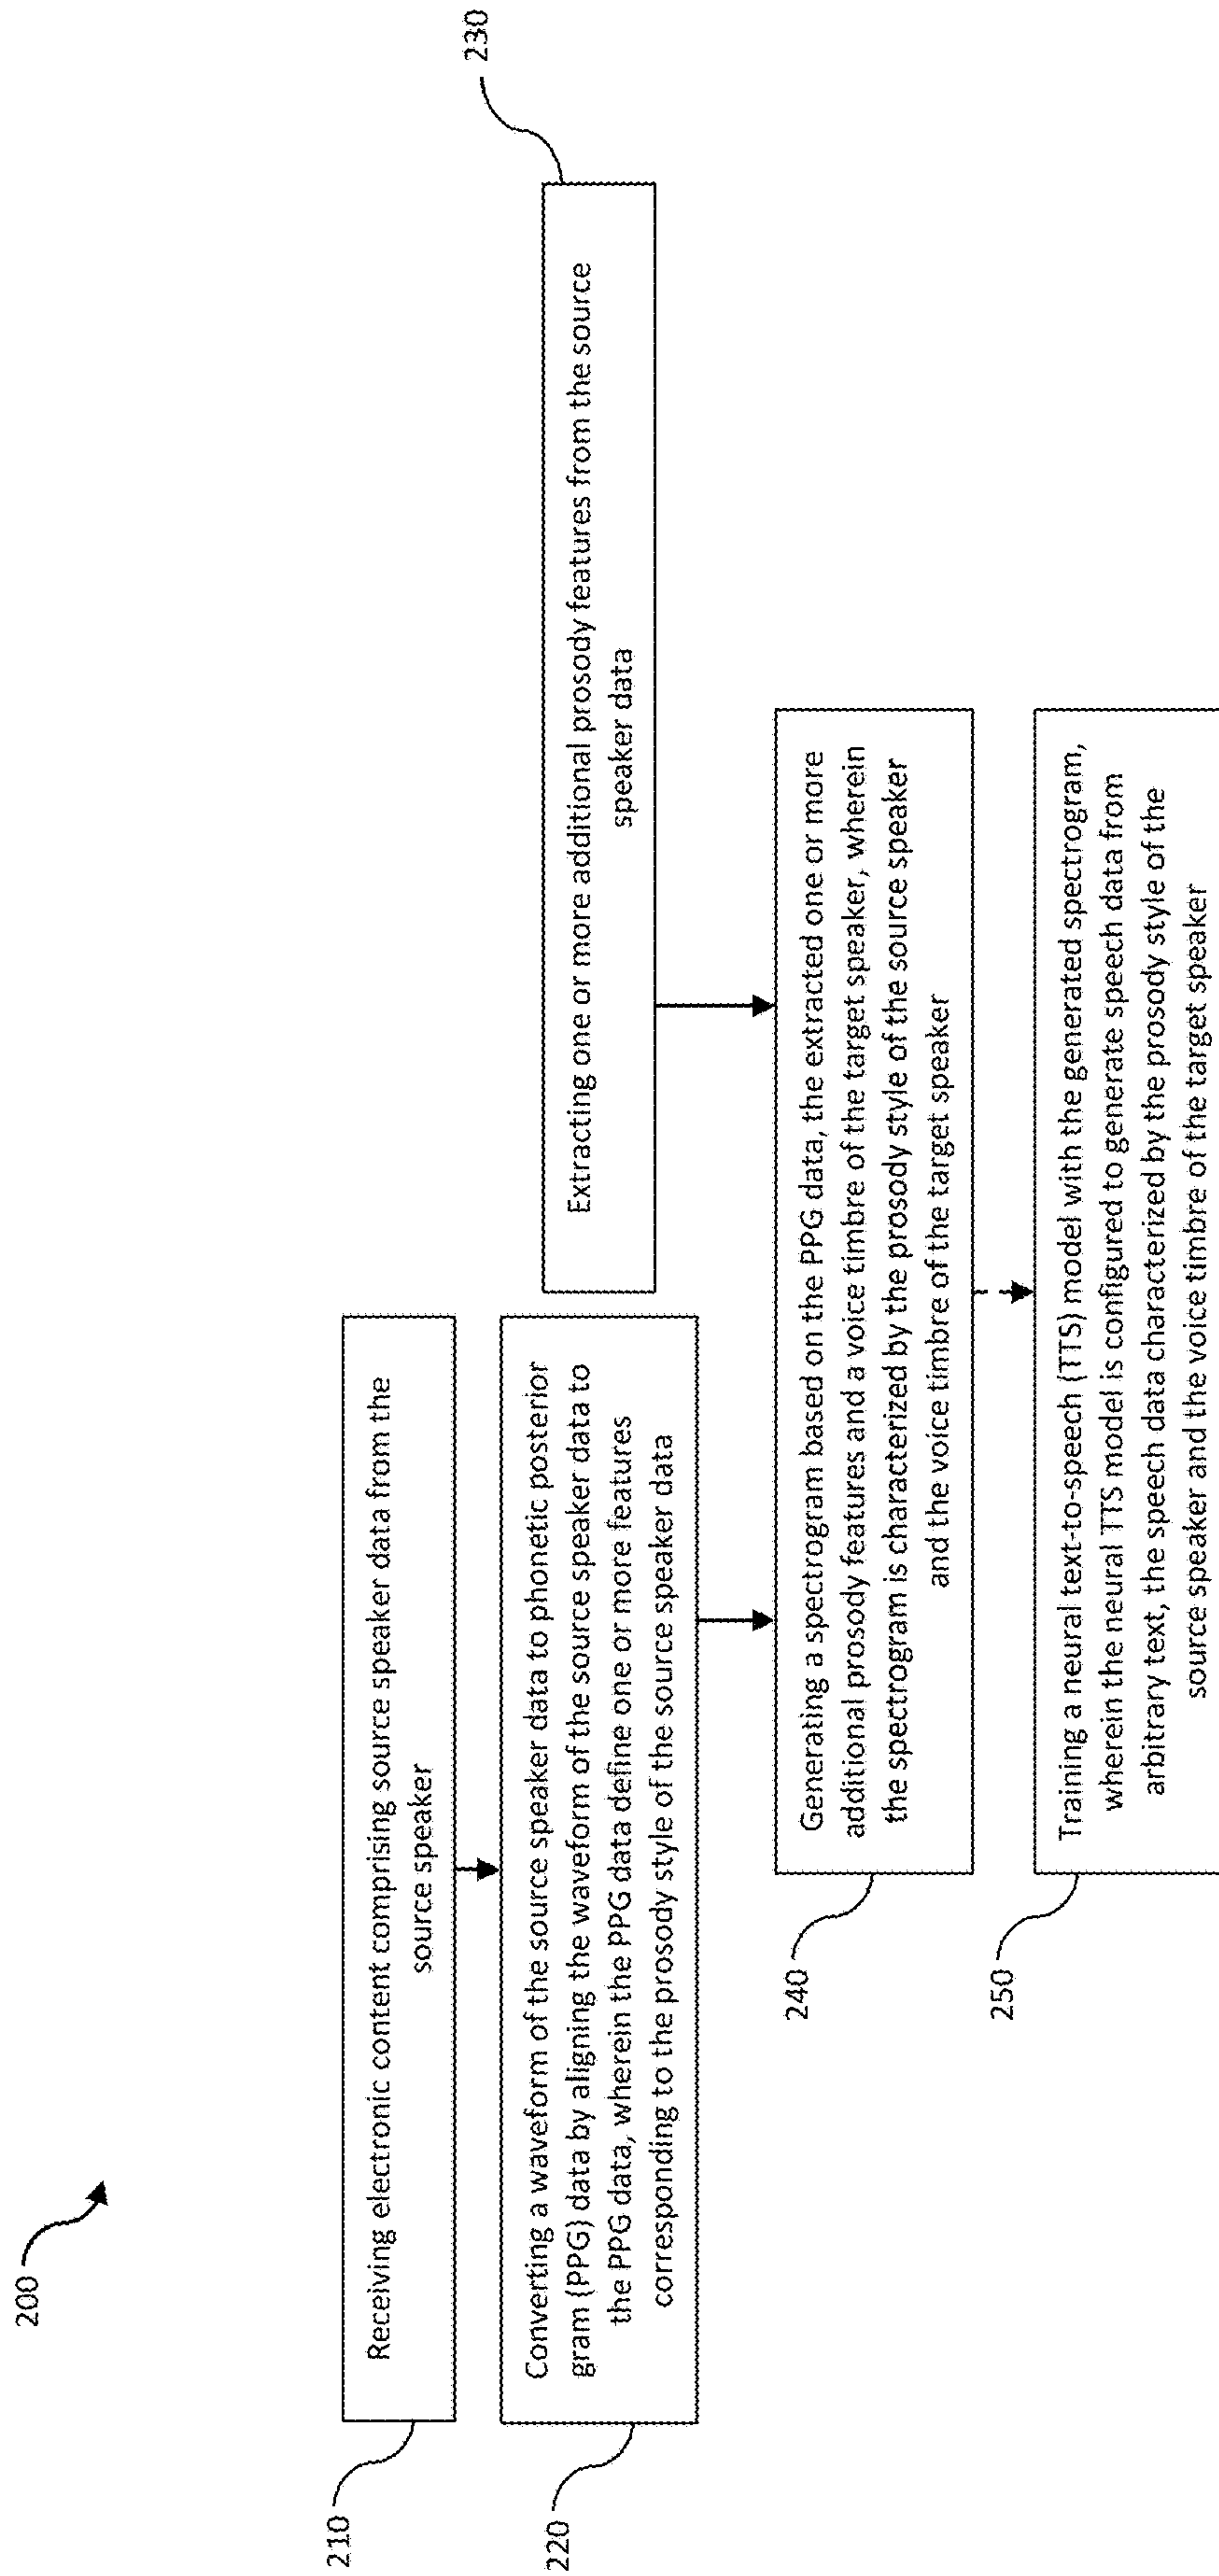 200
210
Receiving electronic content comprising source speaker data from the
source speaker
220
Converting a waveform of the source speaker data to phonetic posterior
gram (PPG) data by aligning the waveform of the source speaker data to
the PPG data, wherein the PPG data define one or more features
corresponding to the prosody style of the source speaker data
230
Extracting one or more additional prosody features from the source
speaker data
240
Generating a spectrogram based on the PPG data, the extracted one or more
additional prosody features and a voice timbre of the target speaker, wherein
the spectrogram is characterized by the prosody style of the source speaker
and the voice timbre of the target speaker
250
Training a neural text-to-speech (TTS) model with the generated spectrogram,
wherein the neural TTS model is configured to generate speech data from
arbitrary text, the speech data characterized by the prosody style of the
source speaker and the voice timbre of the target speaker